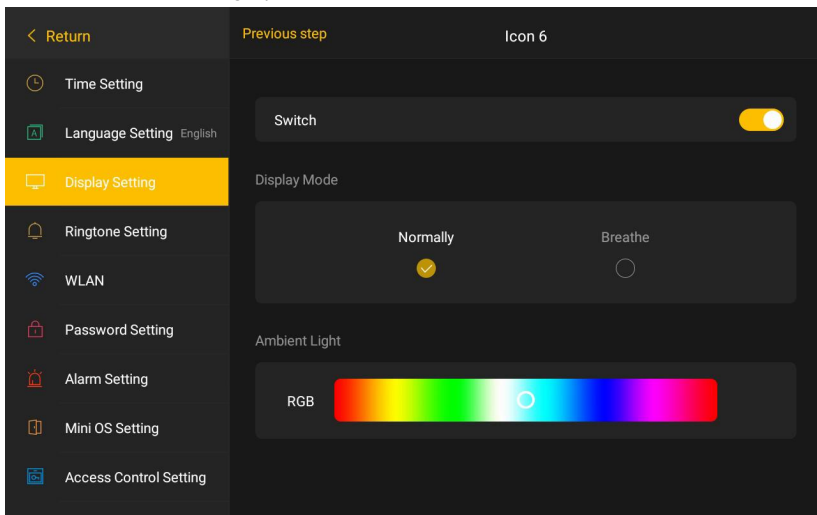 Return
Previous step
Icon 6
Time Setting
Language Setting English
Display Setting
Ringtone Setting
WLAN
Password Setting
Alarm Setting
Mini OS Setting
Access Control Setting
Switch
Display Mode
Normally
Breathe
Ambient Light
RGB